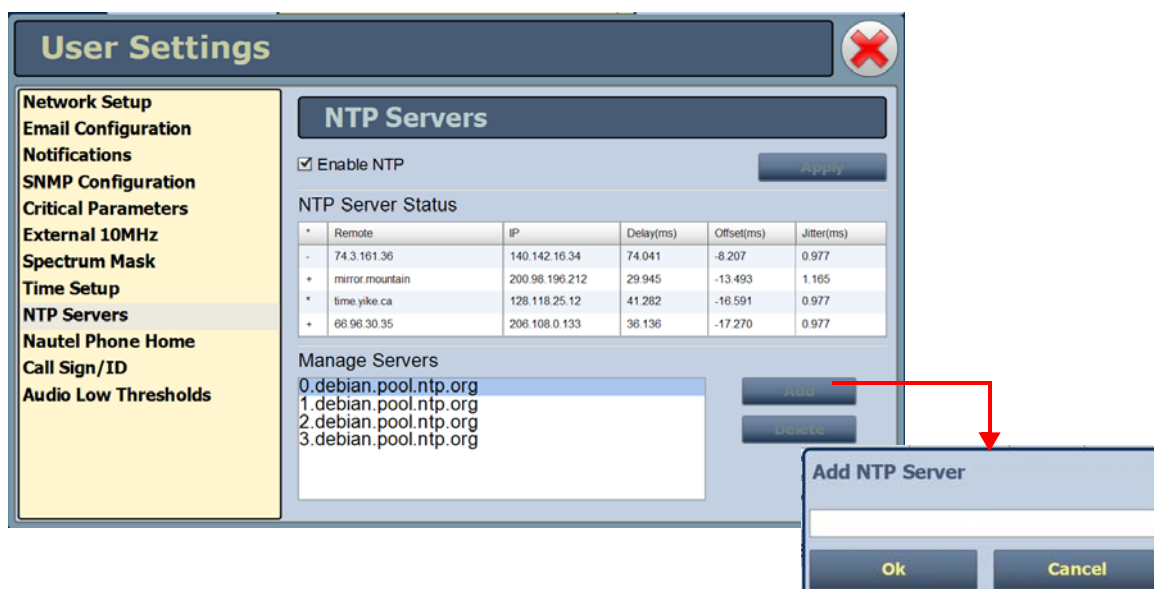 User Settings
Network Setup
Email Configuration
Notifications
SNMP Configuration
Critical Parameters
External 10MHz
Spectrum Mask
Time Setup
NTP Servers
Nautel Phone Home
Call Sign/ID
Audio Low Thresholds
NTP Servers
Enable NTP
Apply
NTP Server Status
* Remote IP Delay(ms) Offset(ms) Jitter(ms)
- 74.3.161.36 140.142.16.34 74.041 -8.207 0.977
+ mirror.mountain 200.98.196.212 29.945 -13.493 1.165
* time.yike.ca 128.118.25.12 41.282 -16.591 0.977
+ 66.96.30.35 206.108.0.133 36.136 -17.270 0.977
Manage Servers
0.debian.pool.ntp.org
1.debian.pool.ntp.org
2.debian.pool.ntp.org
3.debian.pool.ntp.org
Add
Delete
Add NTP Server
Ok
Cancel